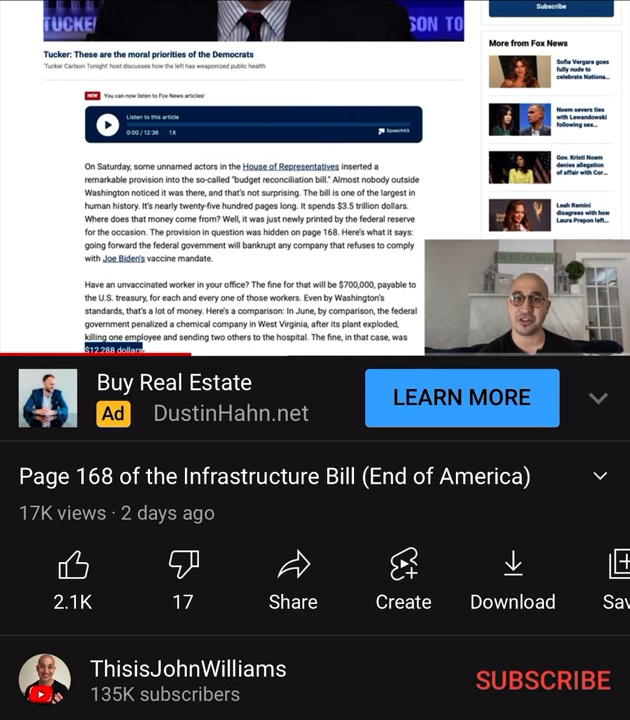 TUCKE
SON TO
Subscribe
Tucker: These are the moral priorities of the Democrats
'Tucker Carlson Tonight' host discusses how the left has weaponized public health
More from Fox News
Sofia Vergara goes
fully nude to
celebrate Nationa...
Noem severs ties
with Lewandowski
following sex...
Gov. Kristi Noem
denies allegation
of affair with Cor...
Leah Remini
disagrees with how
Laura Prepon left...
NEW You can now listen to Fox News articles!
Listen to this article
0:00 / 12:36 1X
SpeechKit
On Saturday, some unnamed actors in the House of Representatives inserted a
remarkable provision into the so-called "budget reconciliation bill." Almost nobody outside
Washington noticed it was there, and that's not surprising. The bill is one of the largest in
human history. It's nearly twenty-five hundred pages long. It spends $3.5 trillion dollars.
Where does that money come from? Well, it was just newly printed by the federal reserve
for the occasion. The provision in question was hidden on page 168. Here's what it says:
going forward the federal government will bankrupt any company that refuses to comply
with Joe Biden's vaccine mandate.
Have an unvaccinated worker in your office? The fine for that will be $700,000, payable to
the U.S. treasury, for each and every one of those workers. Even by Washington's
standards, that's a lot of money. Here's a comparison: In June, by comparison, the federal
government penalized a chemical company in West Virginia, after its plant exploded,
killing one employee and sending two others to the hospital. The fine, in that case, was
$12,288 dollars.
Buy Real Estate
Ad DustinHahn.net
LEARN MORE
Page 168 of the Infrastructure Bill (End of America)
17K views · 2 days ago
2.1K
17
Share
Create
Download
Sav
ThisisJohnWilliams
135K subscribers
SUBSCRIBE